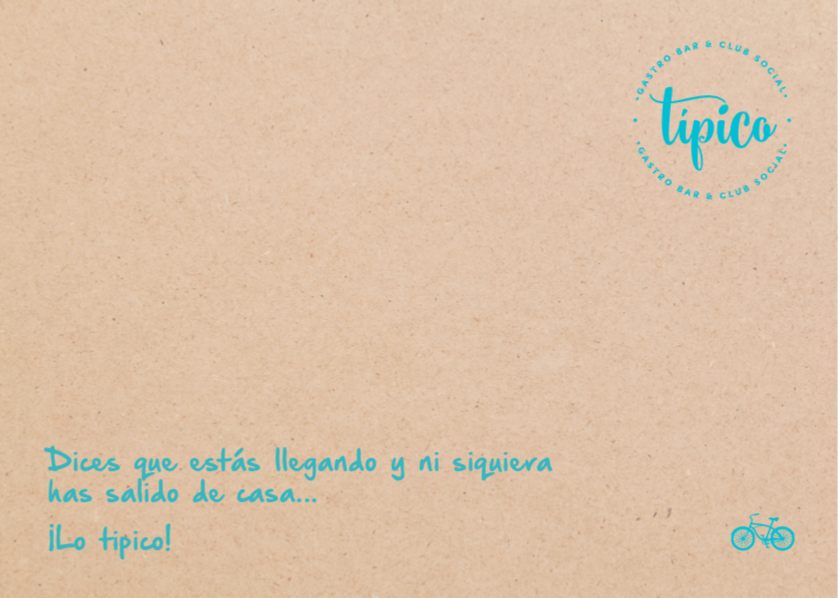 ·GASTRO BAR & CLUB SOCIAL·
típico
·GASTRO BAR & CLUB SOCIAL·
Dices que estás llegando y ni siquiera
has salido de casa...
¡Lo tipico!